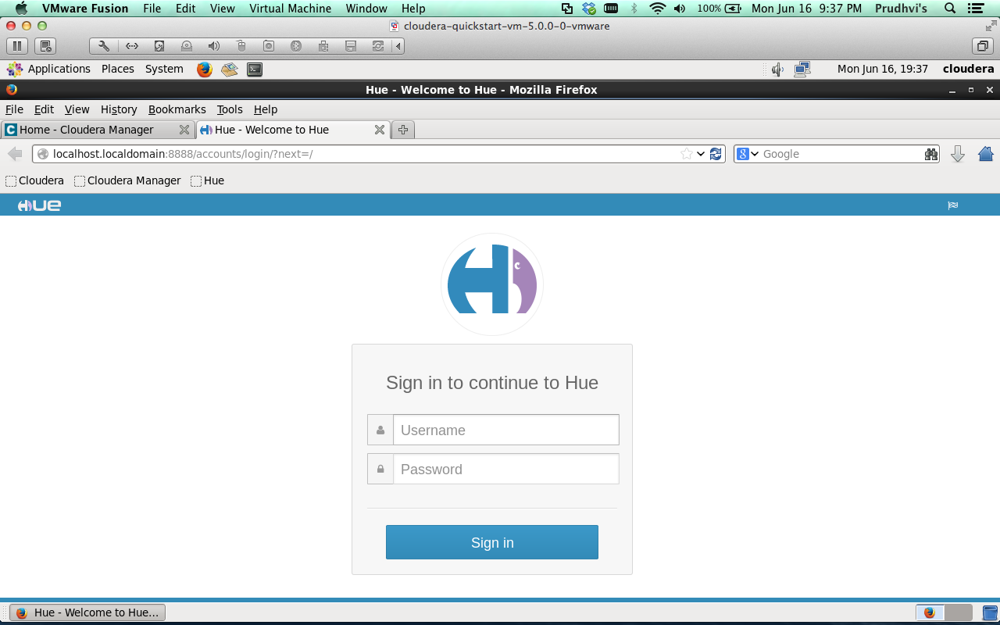 VMware Fusion File Edit View Virtual Machine Window Help 100% Mon Jun 16 9:37 PM Prudhvi's
cloudera-quickstart-vm-5.0.0-0-vmware
Applications Places System Mon Jun 16, 19:37 cloudera
Hue - Welcome to Hue - Mozilla Firefox
File Edit View History Bookmarks Tools Help
C Home - Cloudera Manager Hue - Welcome to Hue
localhost.localdomain:8888/accounts/login/?next=/ 8 Google
Cloudera Cloudera Manager Hue
HUE
Sign in to continue to Hue
Username
Password
Sign in
Hue - Welcome to Hue...